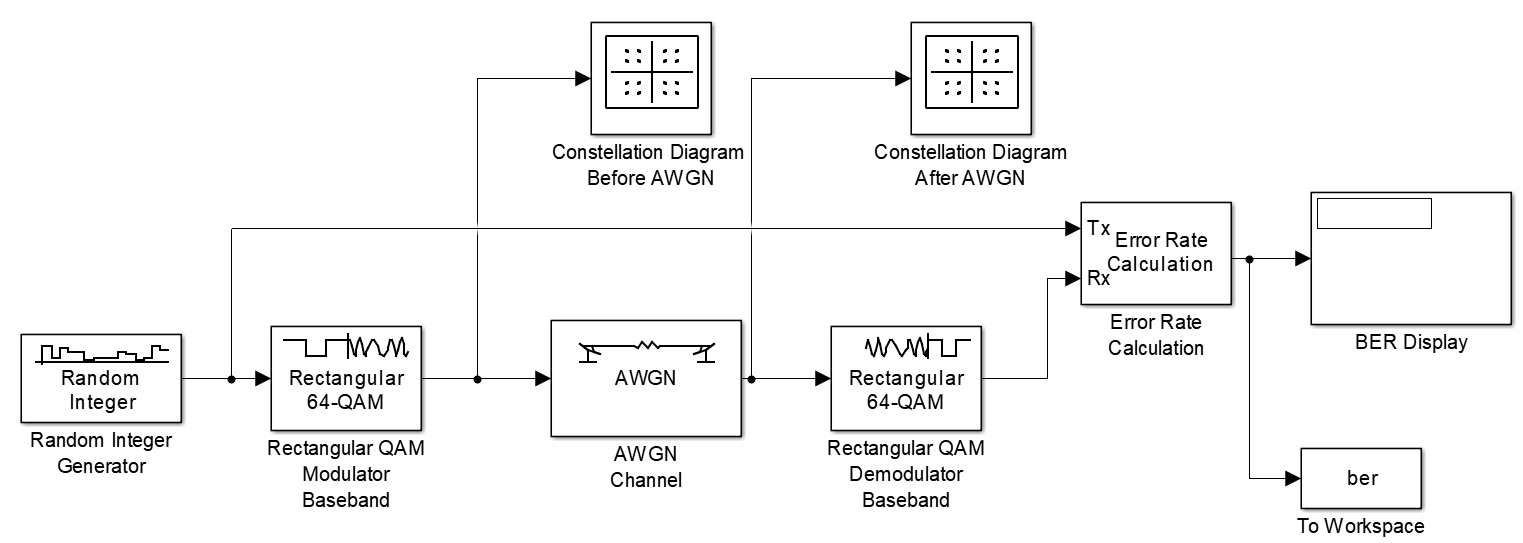 Constellation Diagram
Before AWGN
Constellation Diagram
After AWGN
Tx
Error Rate
Calculation
Rx
Error Rate
Calculation
BER Display
Random
Integer
Random Integer
Generator
Rectangular
64-QAM
Rectangular QAM
Modulator
Baseband
AWGN
AWGN
Channel
Rectangular
64-QAM
Rectangular QAM
Demodulator
Baseband
ber
To Workspace